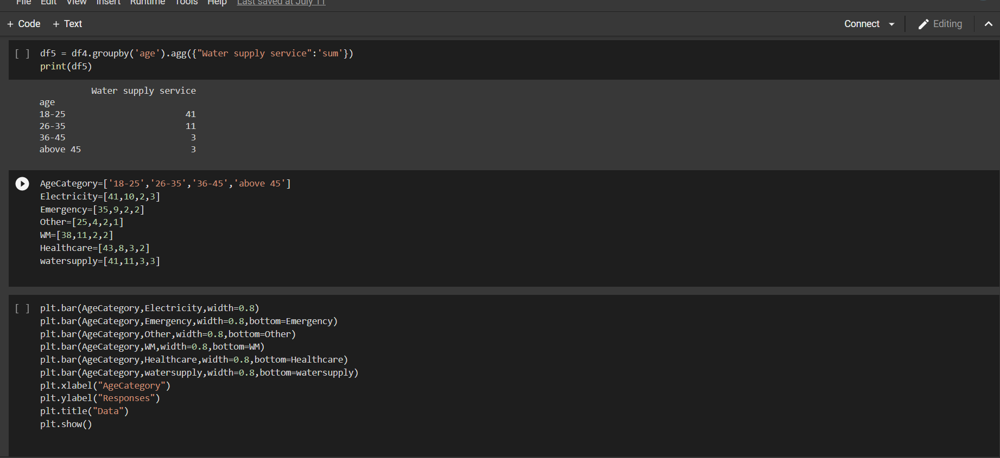 File Edit View Insert Runtime Tools Help Last saved at July 11
+ Code + Text Connect Editing
[ ] df5 = df4.groupby('age').agg({"Water supply service":'sum'})
print(df5)
Water supply service
age
18-25 41
26-35 11
36-45 3
above 45 3
AgeCategory=['18-25','26-35','36-45','above 45']
Electricity=[41,10,2,3]
Emergency=[35,9,2,2]
Other=[25,4,2,1]
WM=[38,11,2,2]
Healthcare=[43,8,3,2]
watersupply=[41,11,3,3]
[ ] plt.bar(AgeCategory,Electricity,width=0.8)
plt.bar(AgeCategory,Emergency,width=0.8,bottom=Emergency)
plt.bar(AgeCategory,Other,width=0.8,bottom=Other)
plt.bar(AgeCategory,WM,width=0.8,bottom=WM)
plt.bar(AgeCategory,Healthcare,width=0.8,bottom=Healthcare)
plt.bar(AgeCategory,watersupply,width=0.8,bottom=watersupply)
plt.xlabel("AgeCategory")
plt.ylabel("Responses")
plt.title("Data")
plt.show()